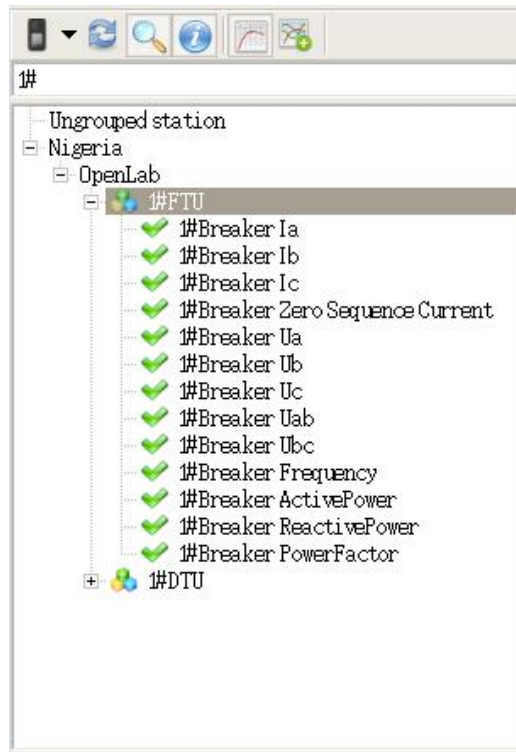 1#
Ungrouped station
Nigeria
OpenLab
1#FTU
1#Breaker Ia
1#Breaker Ib
1#Breaker Ic
1#Breaker Zero Sequence Current
1#Breaker Ua
1#Breaker Ub
1#Breaker Uc
1#Breaker Uab
1#Breaker Ubc
1#Breaker Frequency
1#Breaker ActivePower
1#Breaker ReactivePower
1#Breaker PowerFactor
1#DTU